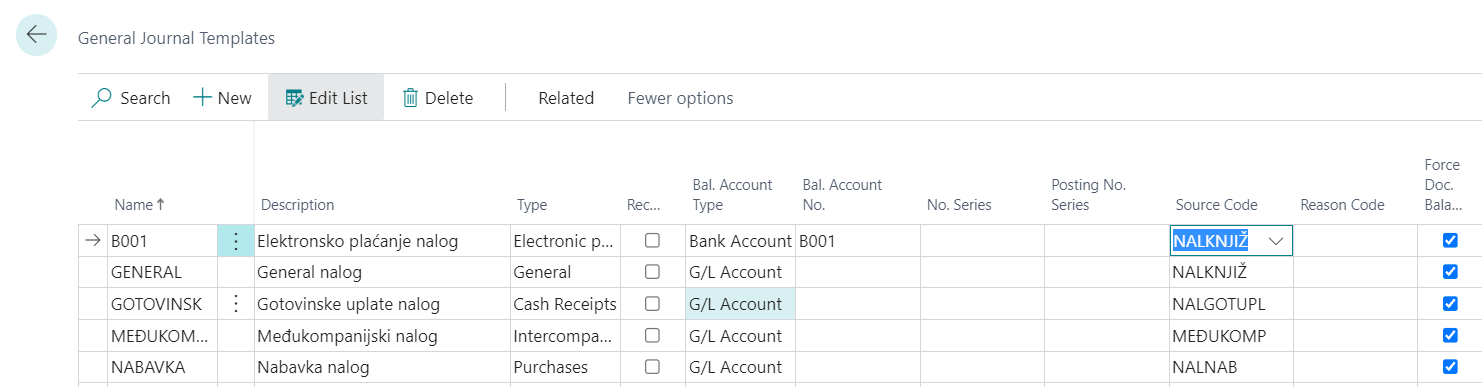 General Journal Templates
Search New Edit List Delete Related Fewer options
Name↑ Description Type Rec... Bal. Account Type Bal. Account No. No. Series Posting No. Series Source Code Reason Code Force Doc. Bala...
B001 Elektronsko plaćanje nalog Electronic p... Bank Account B001 NALKNJIŽ
GENERAL General nalog General G/L Account NALKNJIŽ
GOTOVINSK Gotovinske uplate nalog Cash Receipts G/L Account NALGOTUPL
MEĐUKOM... Međukompanijski nalog Intercompa... G/L Account MEĐUKOMP
NABAVKA Nabavka nalog Purchases G/L Account NALNAB